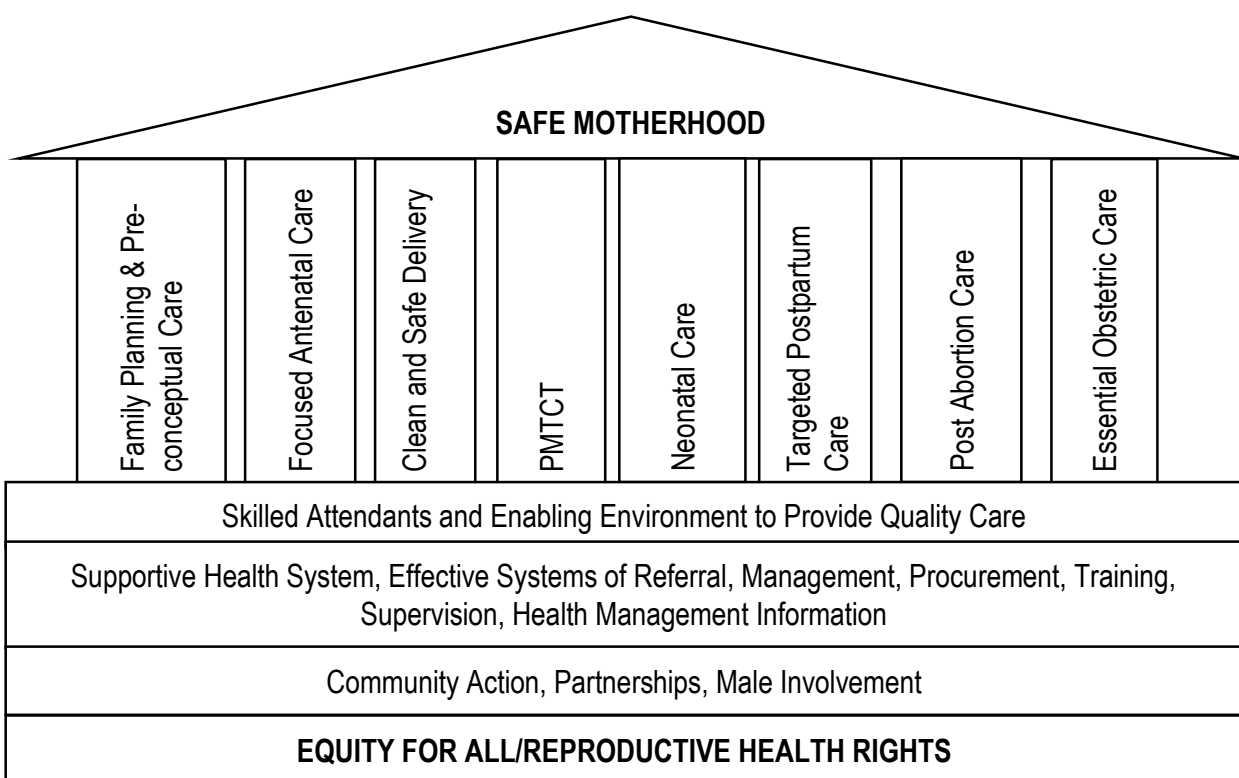 SAFE MOTHERHOOD
Family Planning & Pre-
conceptual Care
Focused Antenatal Care
Clean and Safe Delivery
PMTCT
Neonatal Care
Targeted Postpartum
Care
Post Abortion Care
Essential Obstetric Care
Skilled Attendants and Enabling Environment to Provide Quality Care
Supportive Health System, Effective Systems of Referral, Management, Procurement, Training,
Supervision, Health Management Information
Community Action, Partnerships, Male Involvement
EQUITY FOR ALL/REPRODUCTIVE HEALTH RIGHTS